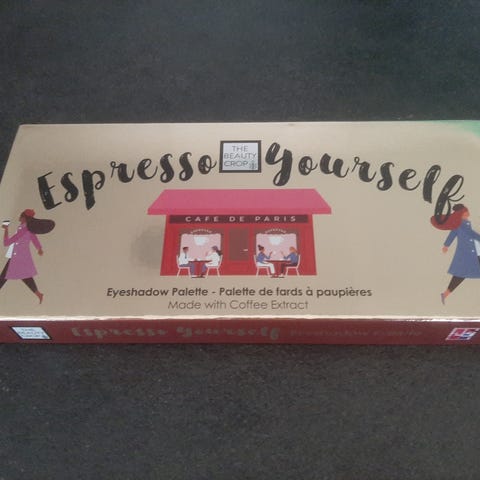 Espresso Yourself
THE
BEAUTY
CROP
CAFE DE PARIS
Eyeshadow Palette - Palette de fards à paupières
Made with Coffee Extract
THE
BEAUTY
CROP
Espresso Yourself